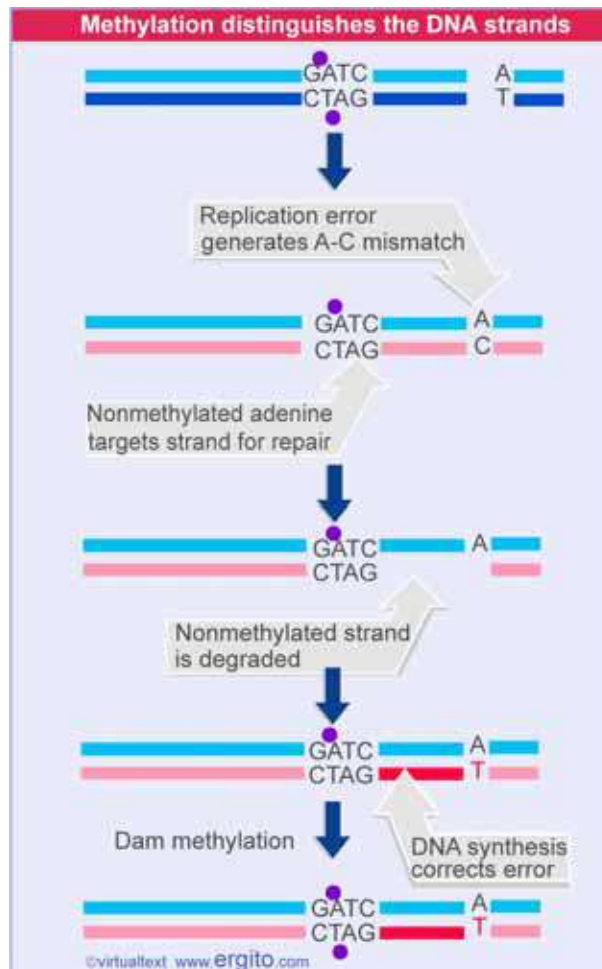 Methylation distinguishes the DNA strands
GATC A
CTAG T
Replication error
generates A-C mismatch
GATC A
CTAG C
Nonmethylated adenine
targets strand for repair
GATC A
CTAG
Nonmethylated strand
is degraded
GATC A
CTAG T
Dam methylation
DNA synthesis
corrects error
GATC A
CTAG T
©virtualtext www.ergito.com